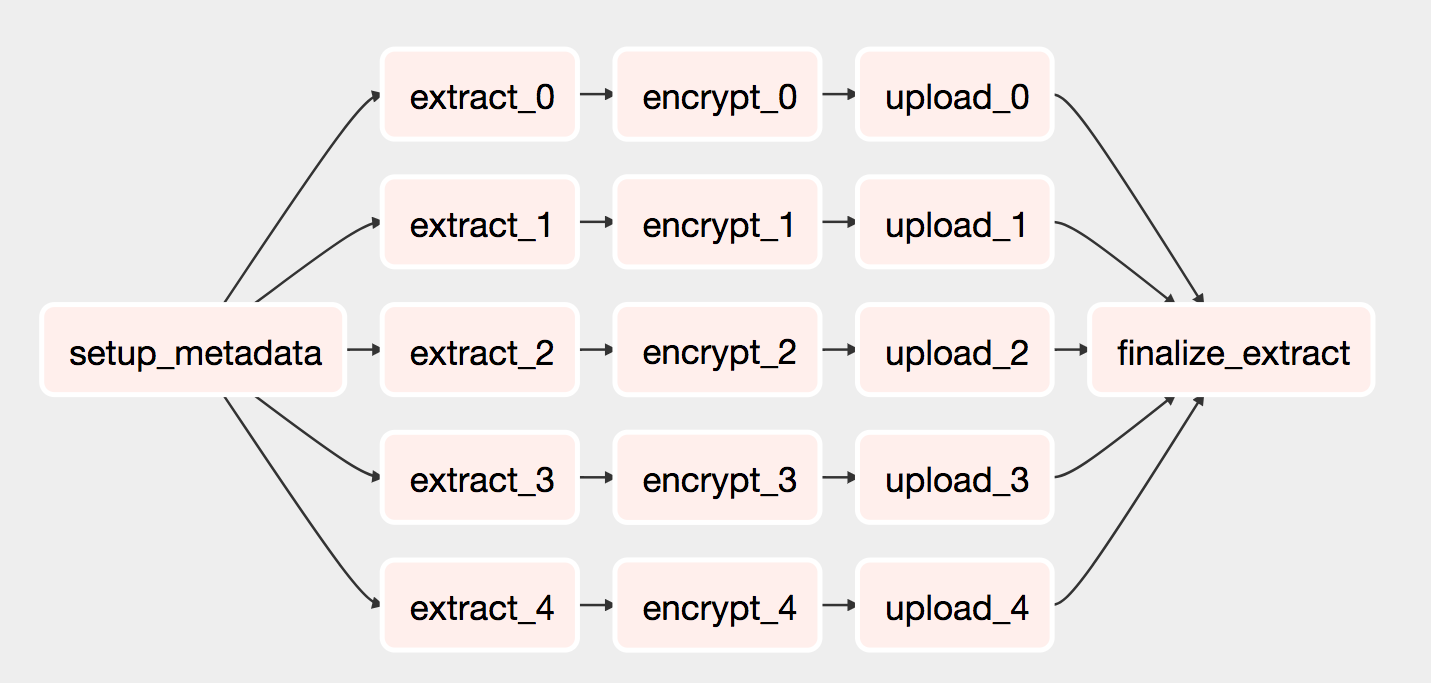 extract_0
encrypt_0
upload_0
extract_1
encrypt_1
upload_1
setup_metadata
extract_2
encrypt_2
upload_2
finalize_extract
extract_3
encrypt_3
upload_3
extract_4
encrypt_4
upload_4